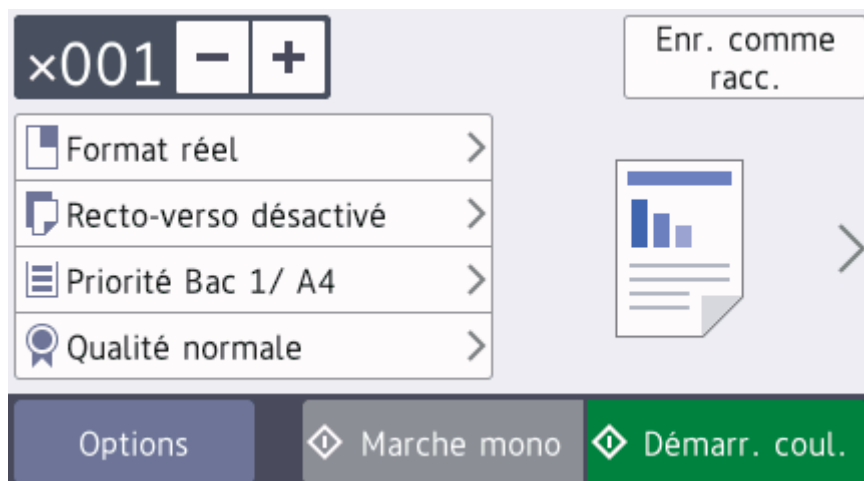 ×001 − +
Enr. comme
racc.
Format réel
Recto-verso désactivé
Priorité Bac 1/ A4
Qualité normale
Options
Marche mono
Démarr. coul.